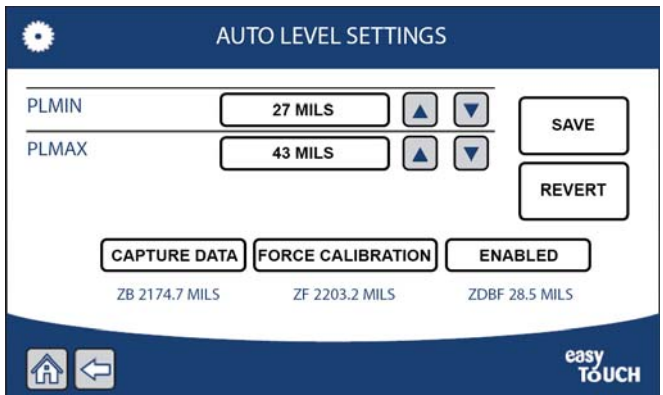 AUTO LEVEL SETTINGS
PLMIN 27 MILS
SAVE
PLMAX 43 MILS
REVERT
CAPTURE DATA FORCE CALIBRATION ENABLED
ZB 2174.7 MILS ZF 2203.2 MILS ZDBF 28.5 MILS
easy
TOUCH